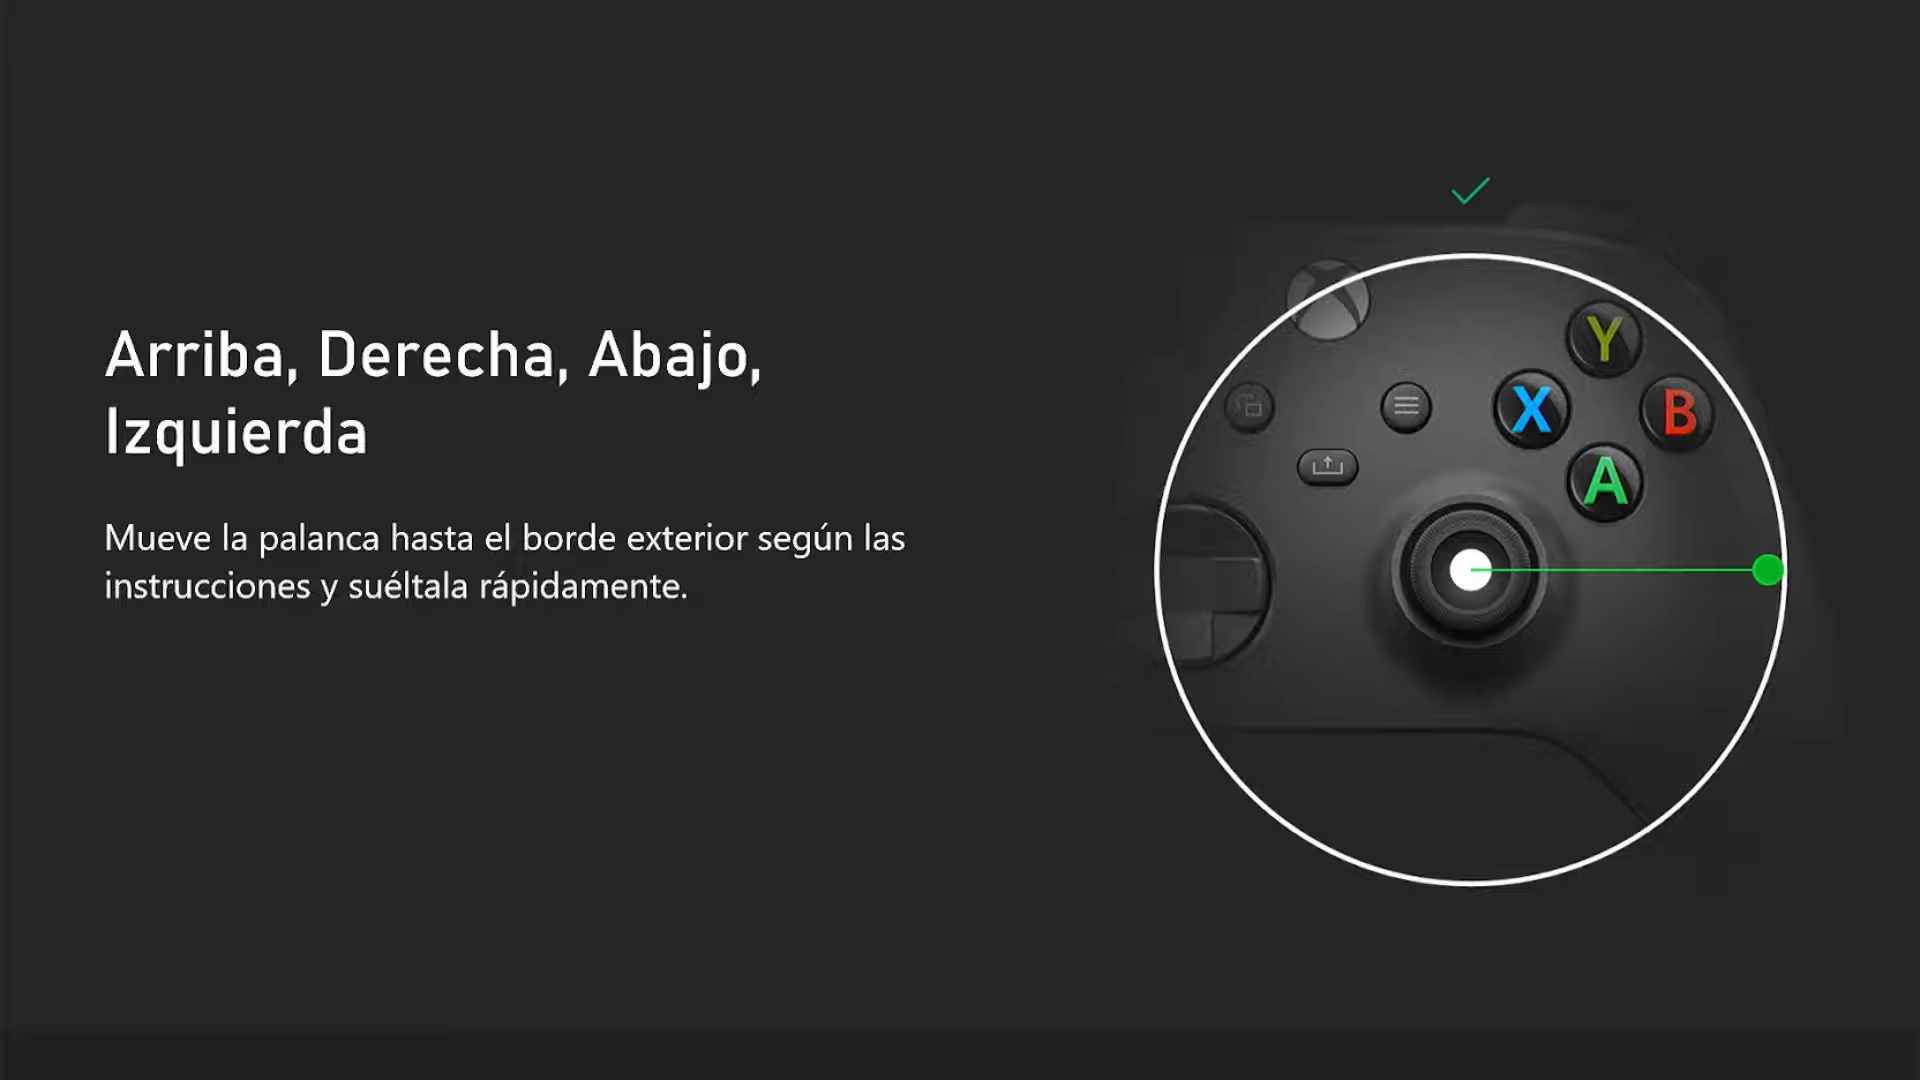 Arriba, Derecha, Abajo,
Izquierda
Mueve la palanca hasta el borde exterior según las
instrucciones y suéltala rápidamente.
Y
X
B
A